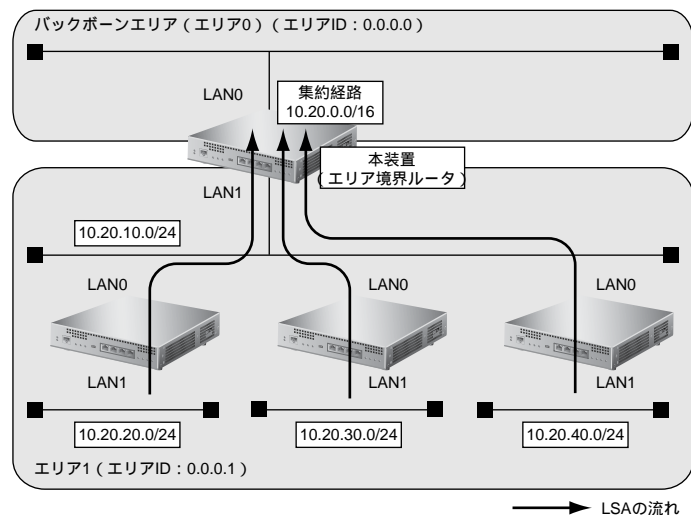 バックボーンエリア（エリア0）（エリアID：0.0.0.0）
LAN0
集約経路
10.20.0.0/16
本装置
（エリア境界ルータ）
LAN1
10.20.10.0/24
LAN0
LAN0
LAN0
LAN1
LAN1
LAN1
10.20.20.0/24
10.20.30.0/24
10.20.40.0/24
エリア1（エリアID：0.0.0.1）
LSAの流れ